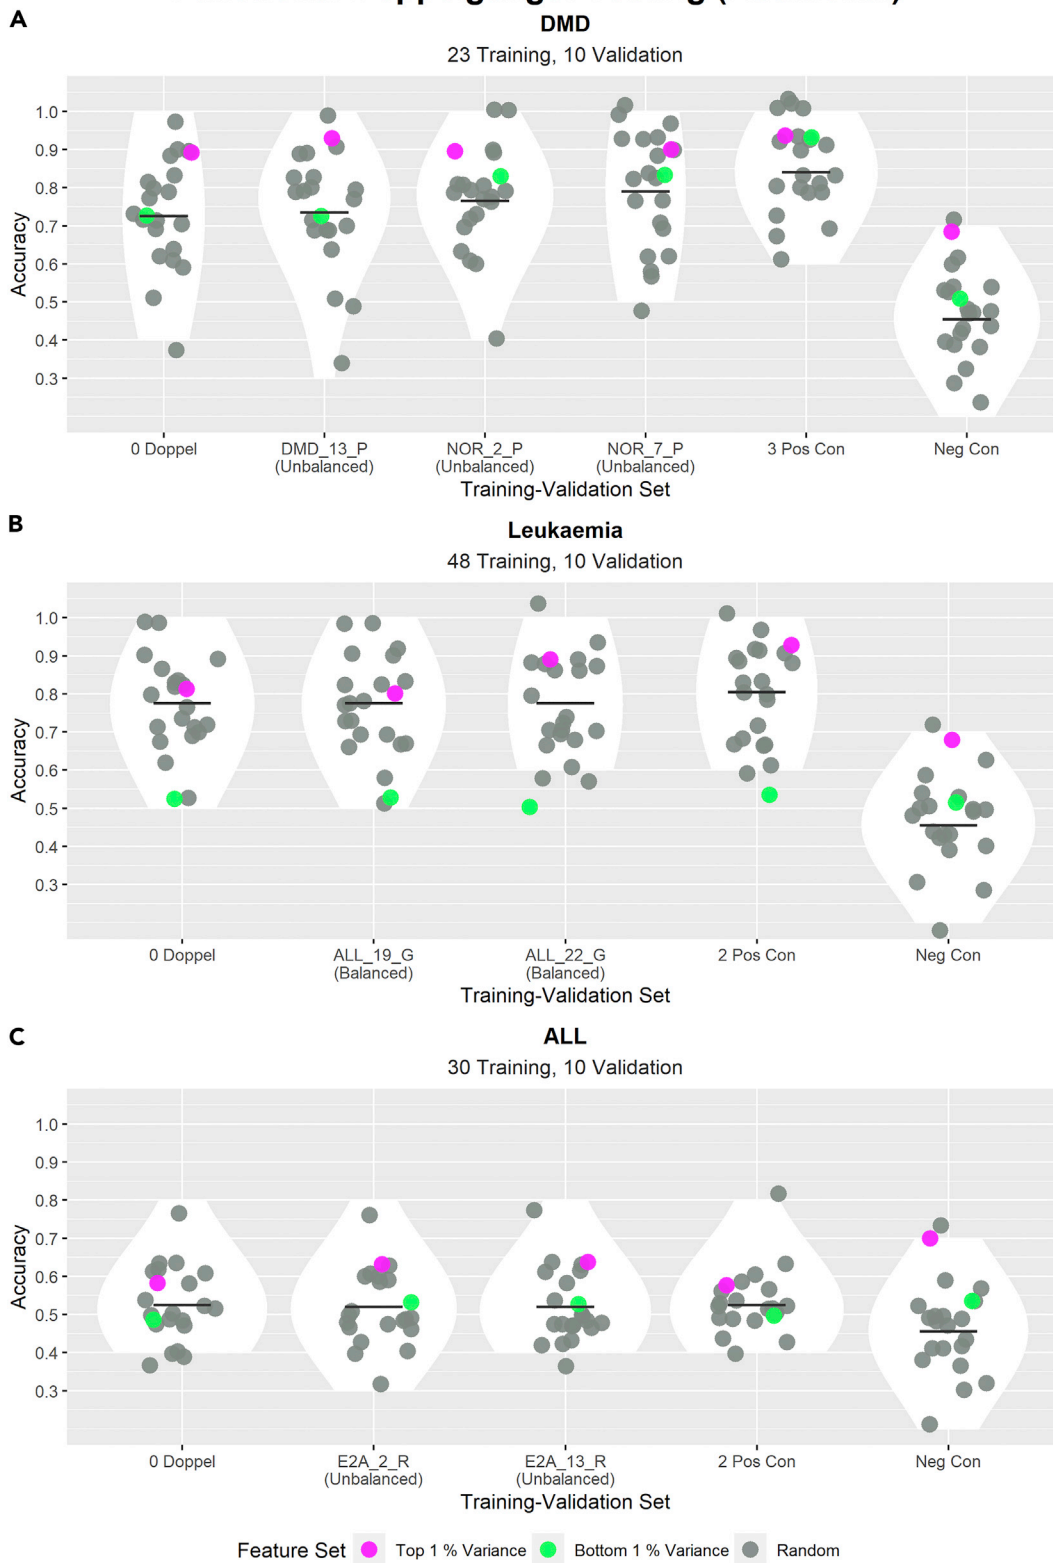 A
DMD
23 Training, 10 Validation
Accuracy
1.0
0.9
0.8
0.7
0.6
0.5
0.4
0.3
0 Doppel DMD_13_P NOR_2_P NOR_7_P 3 Pos Con Neg Con
(Unbalanced) (Unbalanced) (Unbalanced)
Training-Validation Set
B
Leukaemia
48 Training, 10 Validation
Accuracy
1.0
0.9
0.8
0.7
0.6
0.5
0.4
0.3
0 Doppel ALL_19_G ALL_22_G 2 Pos Con Neg Con
(Balanced) (Balanced)
Training-Validation Set
C
ALL
30 Training, 10 Validation
Accuracy
1.0
0.9
0.8
0.7
0.6
0.5
0.4
0.3
0 Doppel E2A_2_R E2A_13_R 2 Pos Con Neg Con
(Unbalanced) (Unbalanced)
Training-Validation Set
Feature Set Top 1 % Variance Bottom 1 % Variance Random